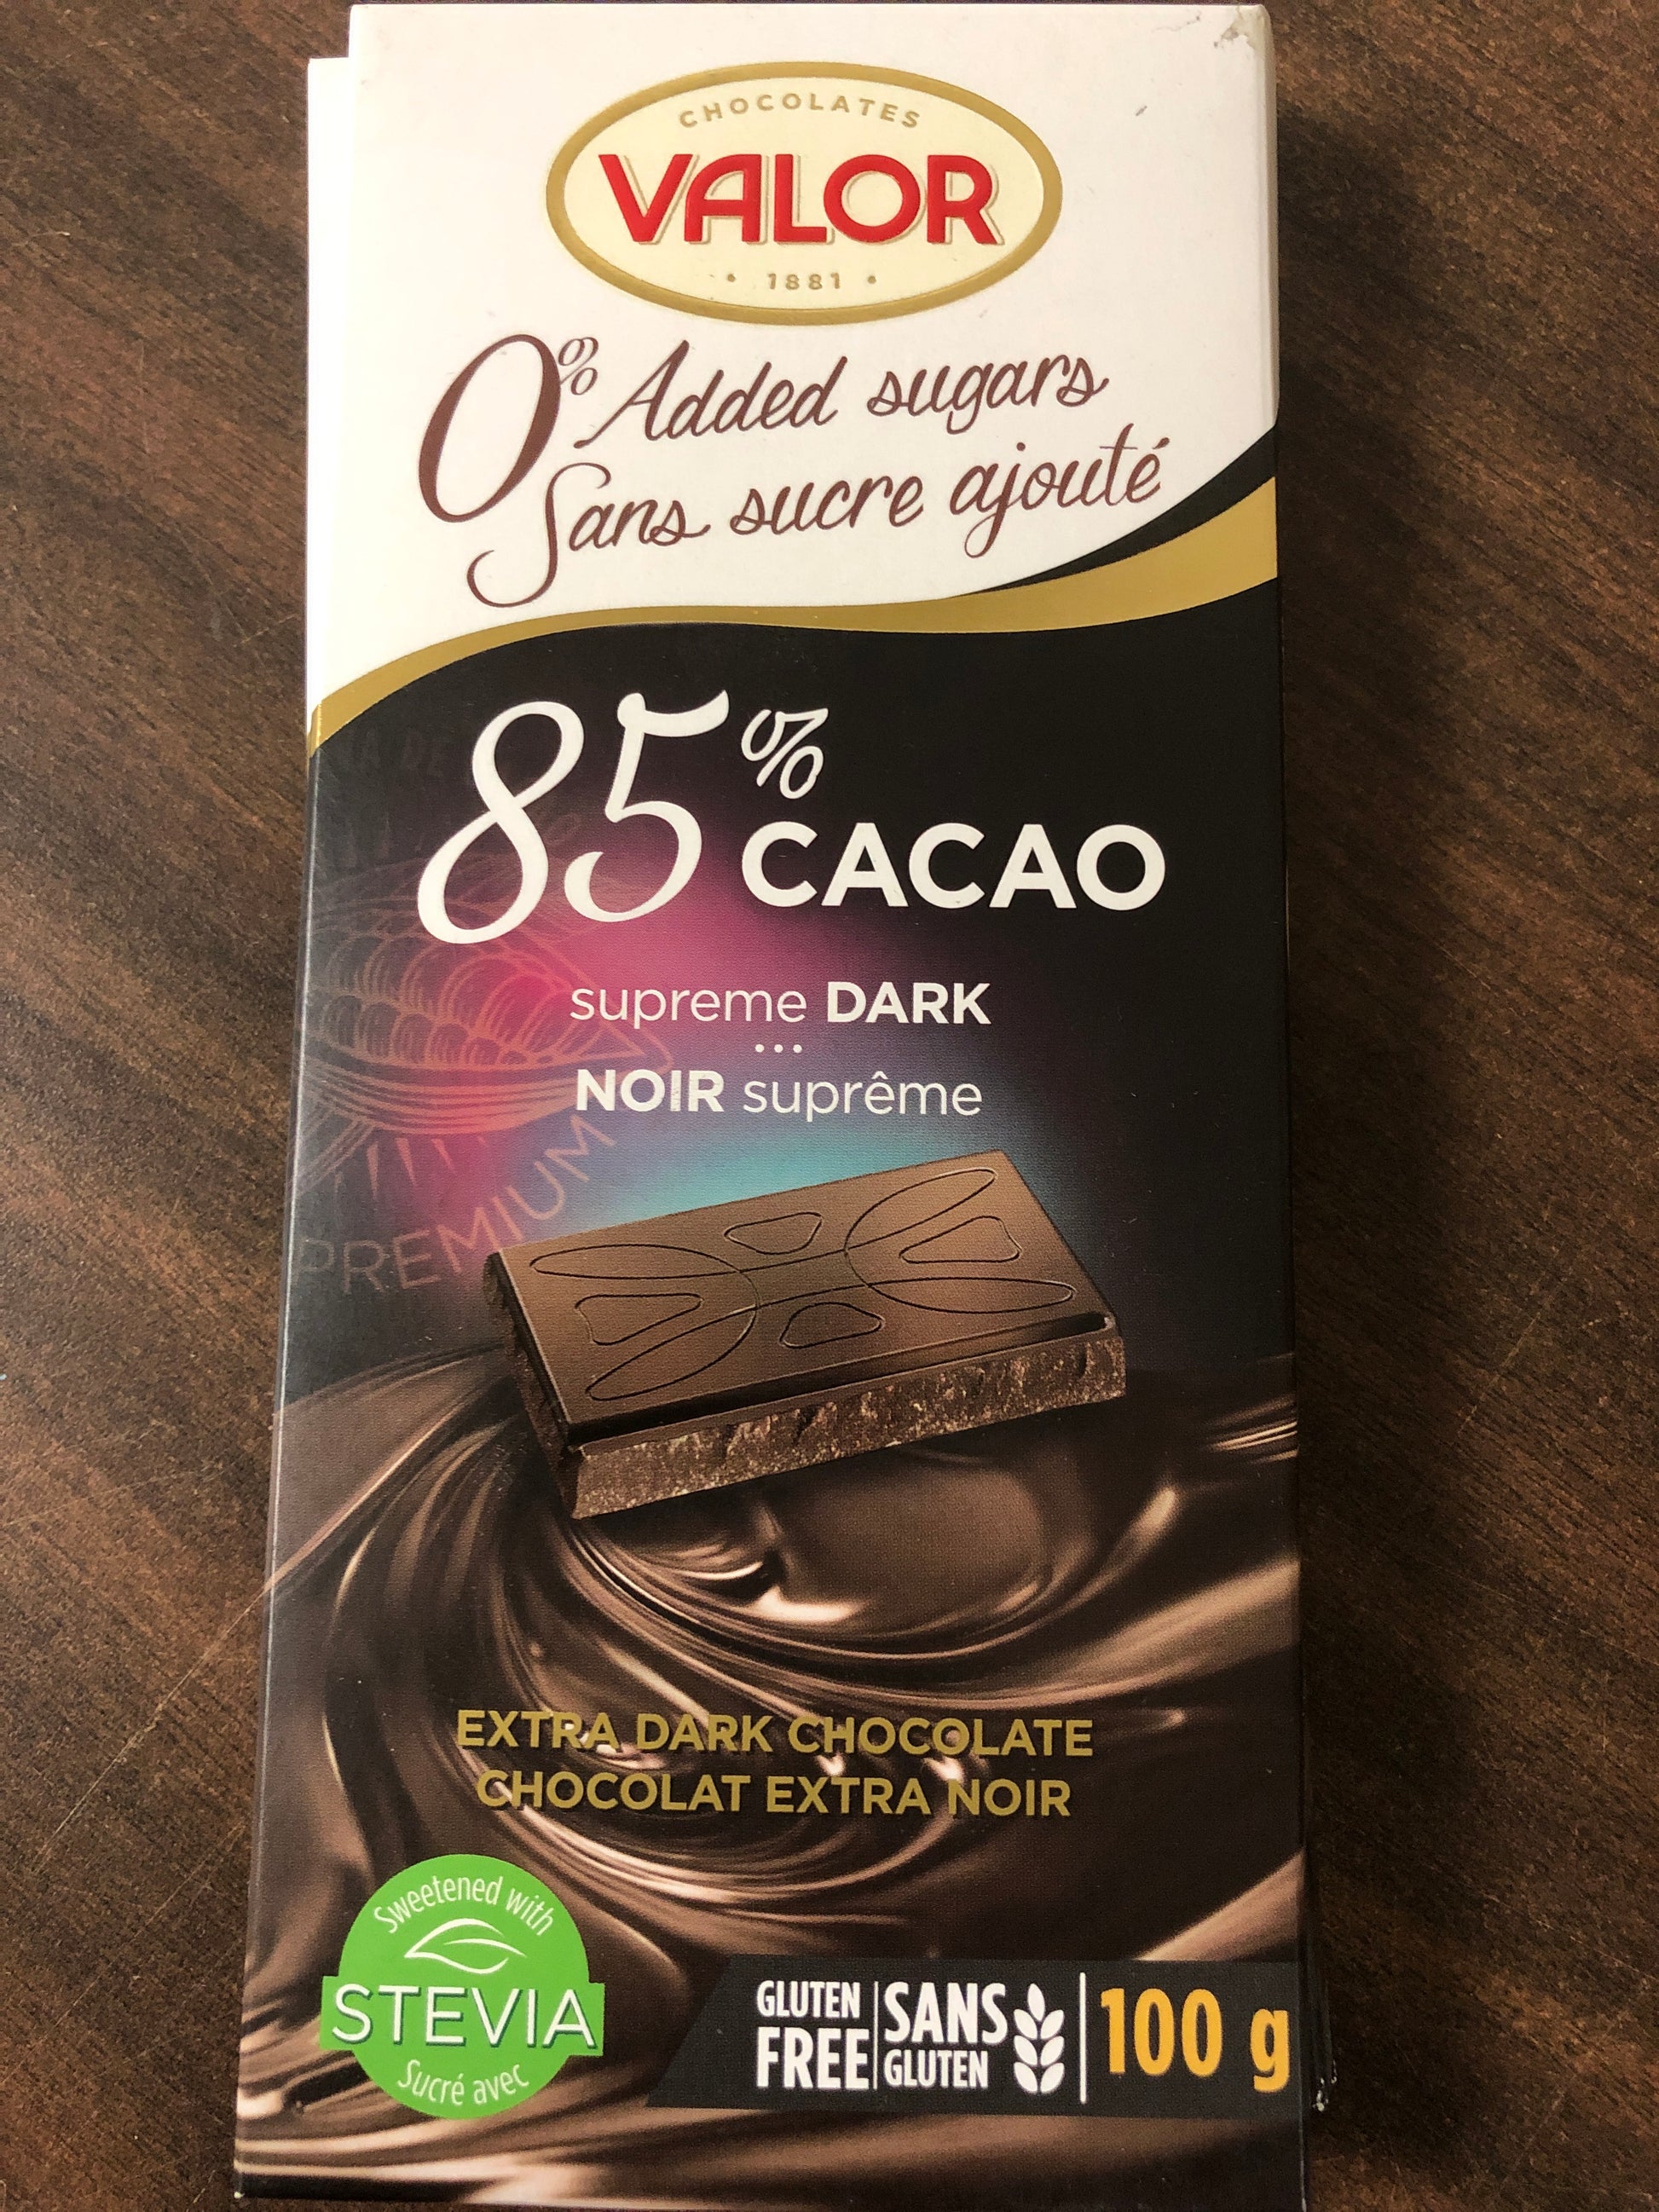 CHOCOLATES
VALOR
• 1881 •
0% Added sugars
Sans sucre ajouté
85%
CACAO
supreme DARK
...
NOIR suprême
PREMIUM
EXTRA DARK CHOCOLATE
CHOCOLAT EXTRA NOIR
Sweetened with
STEVIA
Sucré avec
GLUTEN FREE
SANS GLUTEN
100 g